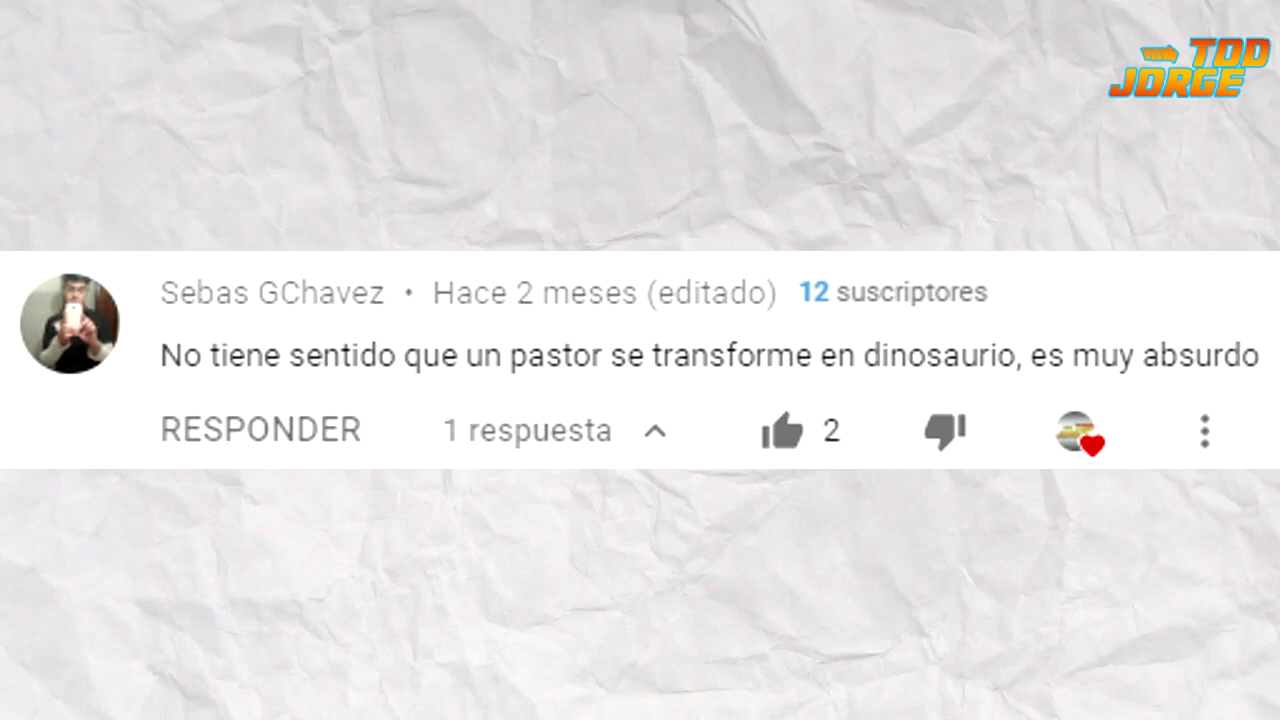 TOD
JORGE
Sebas GChavez • Hace 2 meses (editado) 12 suscriptores
No tiene sentido que un pastor se transforme en dinosaurio, es muy absurdo
RESPONDER 1 respuesta 2